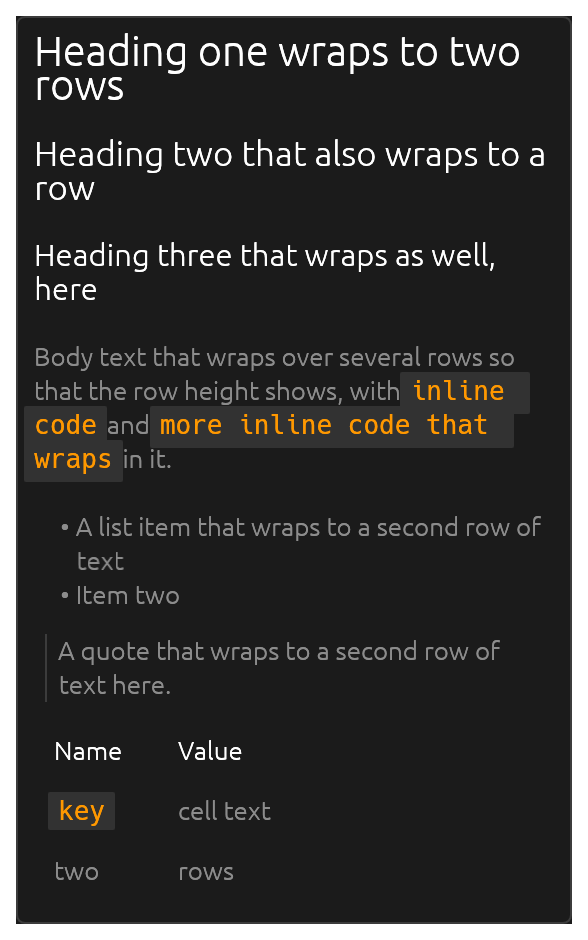 Heading one wraps to two
rows
Heading two that also wraps to a
row
Heading three that wraps as well,
here
Body text that wraps over several rows so
that the row height shows, with inline
code and more inline code that
wraps in it.
• A list item that wraps to a second row of
text
• Item two
A quote that wraps to a second row of
text here.
Name Value
key cell text
two rows